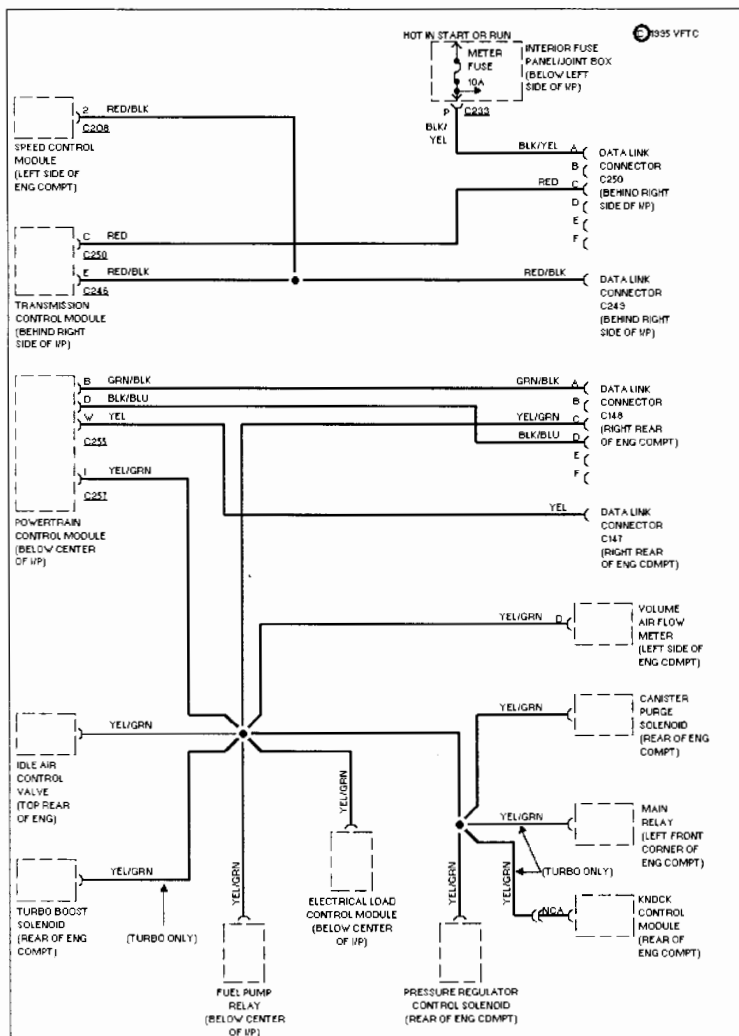 HOT IN START OR RUN
C 1995 VFTC
METER
FUSE
10A
INTERIOR FUSE
PANEL/JOINT BOX
(BELOW LEFT
SIDE OF I/P)
P
C233
BLK/
YEL
2
RED/BLK
C208
SPEED CONTROL
MODULE
(LEFT SIDE OF
ENG COMPT)
BLK/YEL
A
B
RED
C
D
E
F
DATA LINK
CONNECTOR
C250
(BEHIND RIGHT
SIDE OF I/P)
C
RED
C250
E
RED/BLK
C246
TRANSMISSION
CONTROL MODULE
(BEHIND RIGHT
SIDE OF I/P)
RED/BLK
DATA LINK
CONNECTOR
C249
(BEHIND RIGHT
SIDE OF I/P)
B
GRN/BLK
D
BLK/BLU
W
YEL
C255
I
YEL/GRN
C257
POWERTRAIN
CONTROL MODULE
(BELOW CENTER
OF I/P)
GRN/BLK
A
B
YEL/GRN
C
BLK/BLU
D
E
F
DATA LINK
CONNECTOR
C148
(RIGHT REAR
OF ENG COMPT)
YEL
DATA LINK
CONNECTOR
C147
(RIGHT REAR
OF ENG COMPT)
YEL/GRN
D
VOLUME
AIR FLOW
METER
(LEFT SIDE OF
ENG COMPT)
YEL/GRN
CANISTER
PURGE
SOLENOID
(REAR OF ENG
COMPT)
YEL/GRN
IDLE AIR
CONTROL
VALVE
(TOP REAR
OF ENG)
YEL/GRN
MAIN
RELAY
(LEFT FRONT
CORNER OF
ENG COMPT)
(TURBO ONLY)
YEL/GRN
TURBO BOOST
SOLENOID
(REAR OF ENG
COMPT)
(TURBO ONLY)
YEL/GRN
FUEL PUMP
RELAY
(BELOW CENTER
OF I/P)
YEL/GRN
ELECTRICAL LOAD
CONTROL MODULE
(BELOW CENTER
OF I/P)
YEL/GRN
PRESSURE REGULATOR
CONTROL SOLENOID
(REAR OF ENG COMPT)
YEL/GRN
NCA
KNOCK
CONTROL
MODULE
(REAR OF
ENG COMPT)